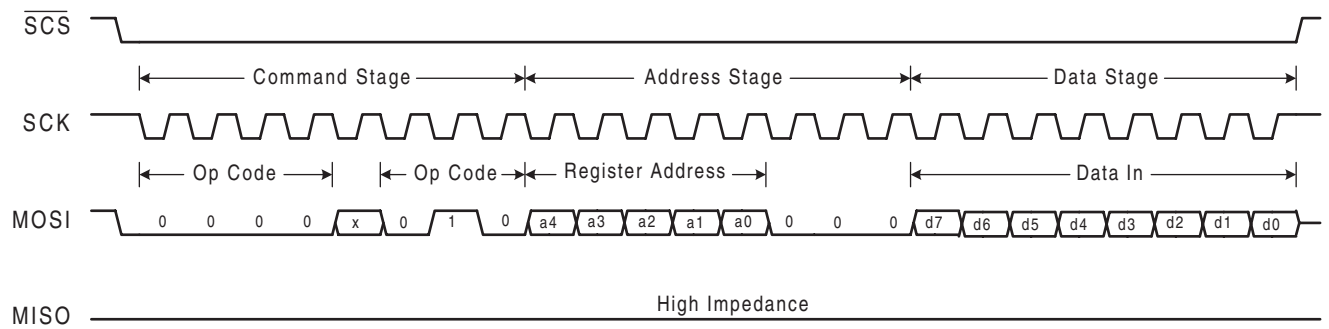 SCS
Command Stage Address Stage Data Stage
SCK
Op Code Op Code Register Address Data In
MOSI 0 0 0 0 x 0 1 0 a4 a3 a2 a1 a0 0 0 0 d7 d6 d5 d4 d3 d2 d1 d0
High Impedance
MISO